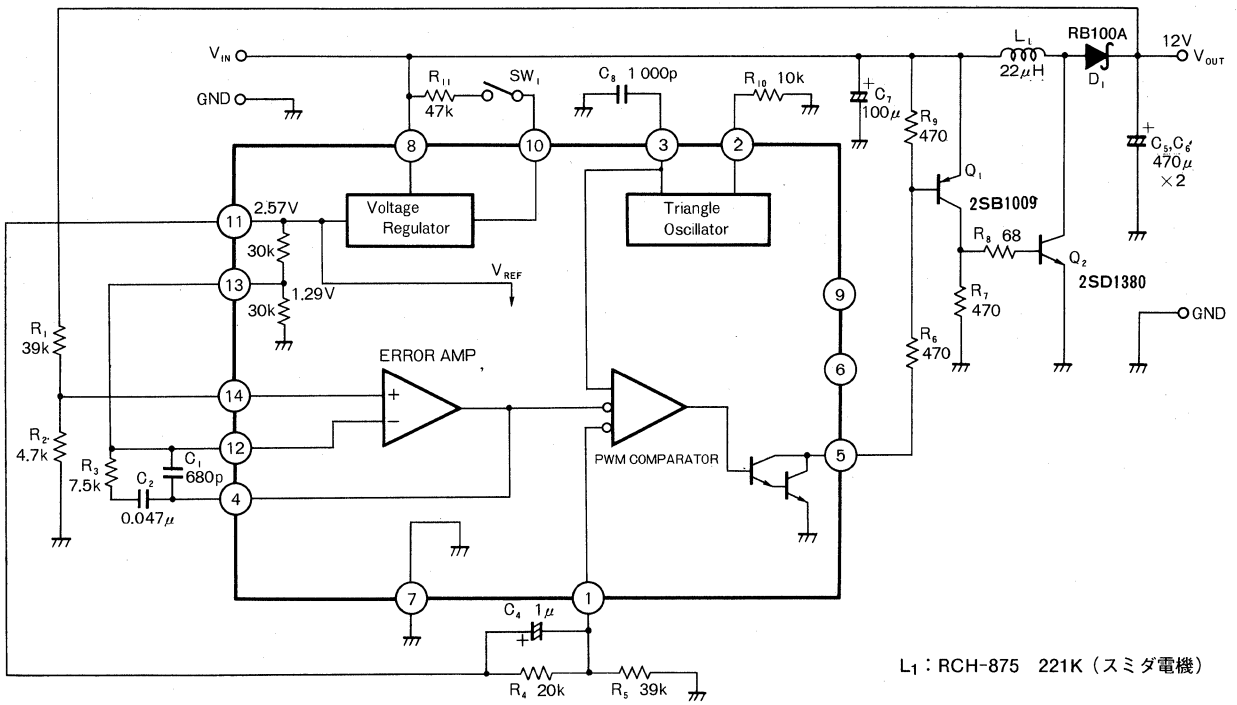 V_IN
GND
R₁₁
47k
SW₁
C₈ 1 000p
R₁₀ 10k
+
C₇
100μ
L₁
22μH
RB100A
D₁
12V
V_OUT
R₉
470
+
C₅,C₆
470μ
×2
8
10
3
2
Voltage
Regulator
Triangle
Oscillator
Q₁
2SB1009
R₈ 68
Q₂
2SD1380
R₇
470
R₆
470
GND
11
2.57V
30k
13
1.29V
30k
V_REF
9
6
R₁
39k
ERROR AMP
14
+
12
−
R₂
4.7k
R₃
7.5k
C₁
680p
C₂
0.047μ
4
PWM COMPARATOR
5
7
1
C₄ 1μ
+
R₄ 20k
R₅ 39k
L₁:RCH-875 221K(スミダ電機)